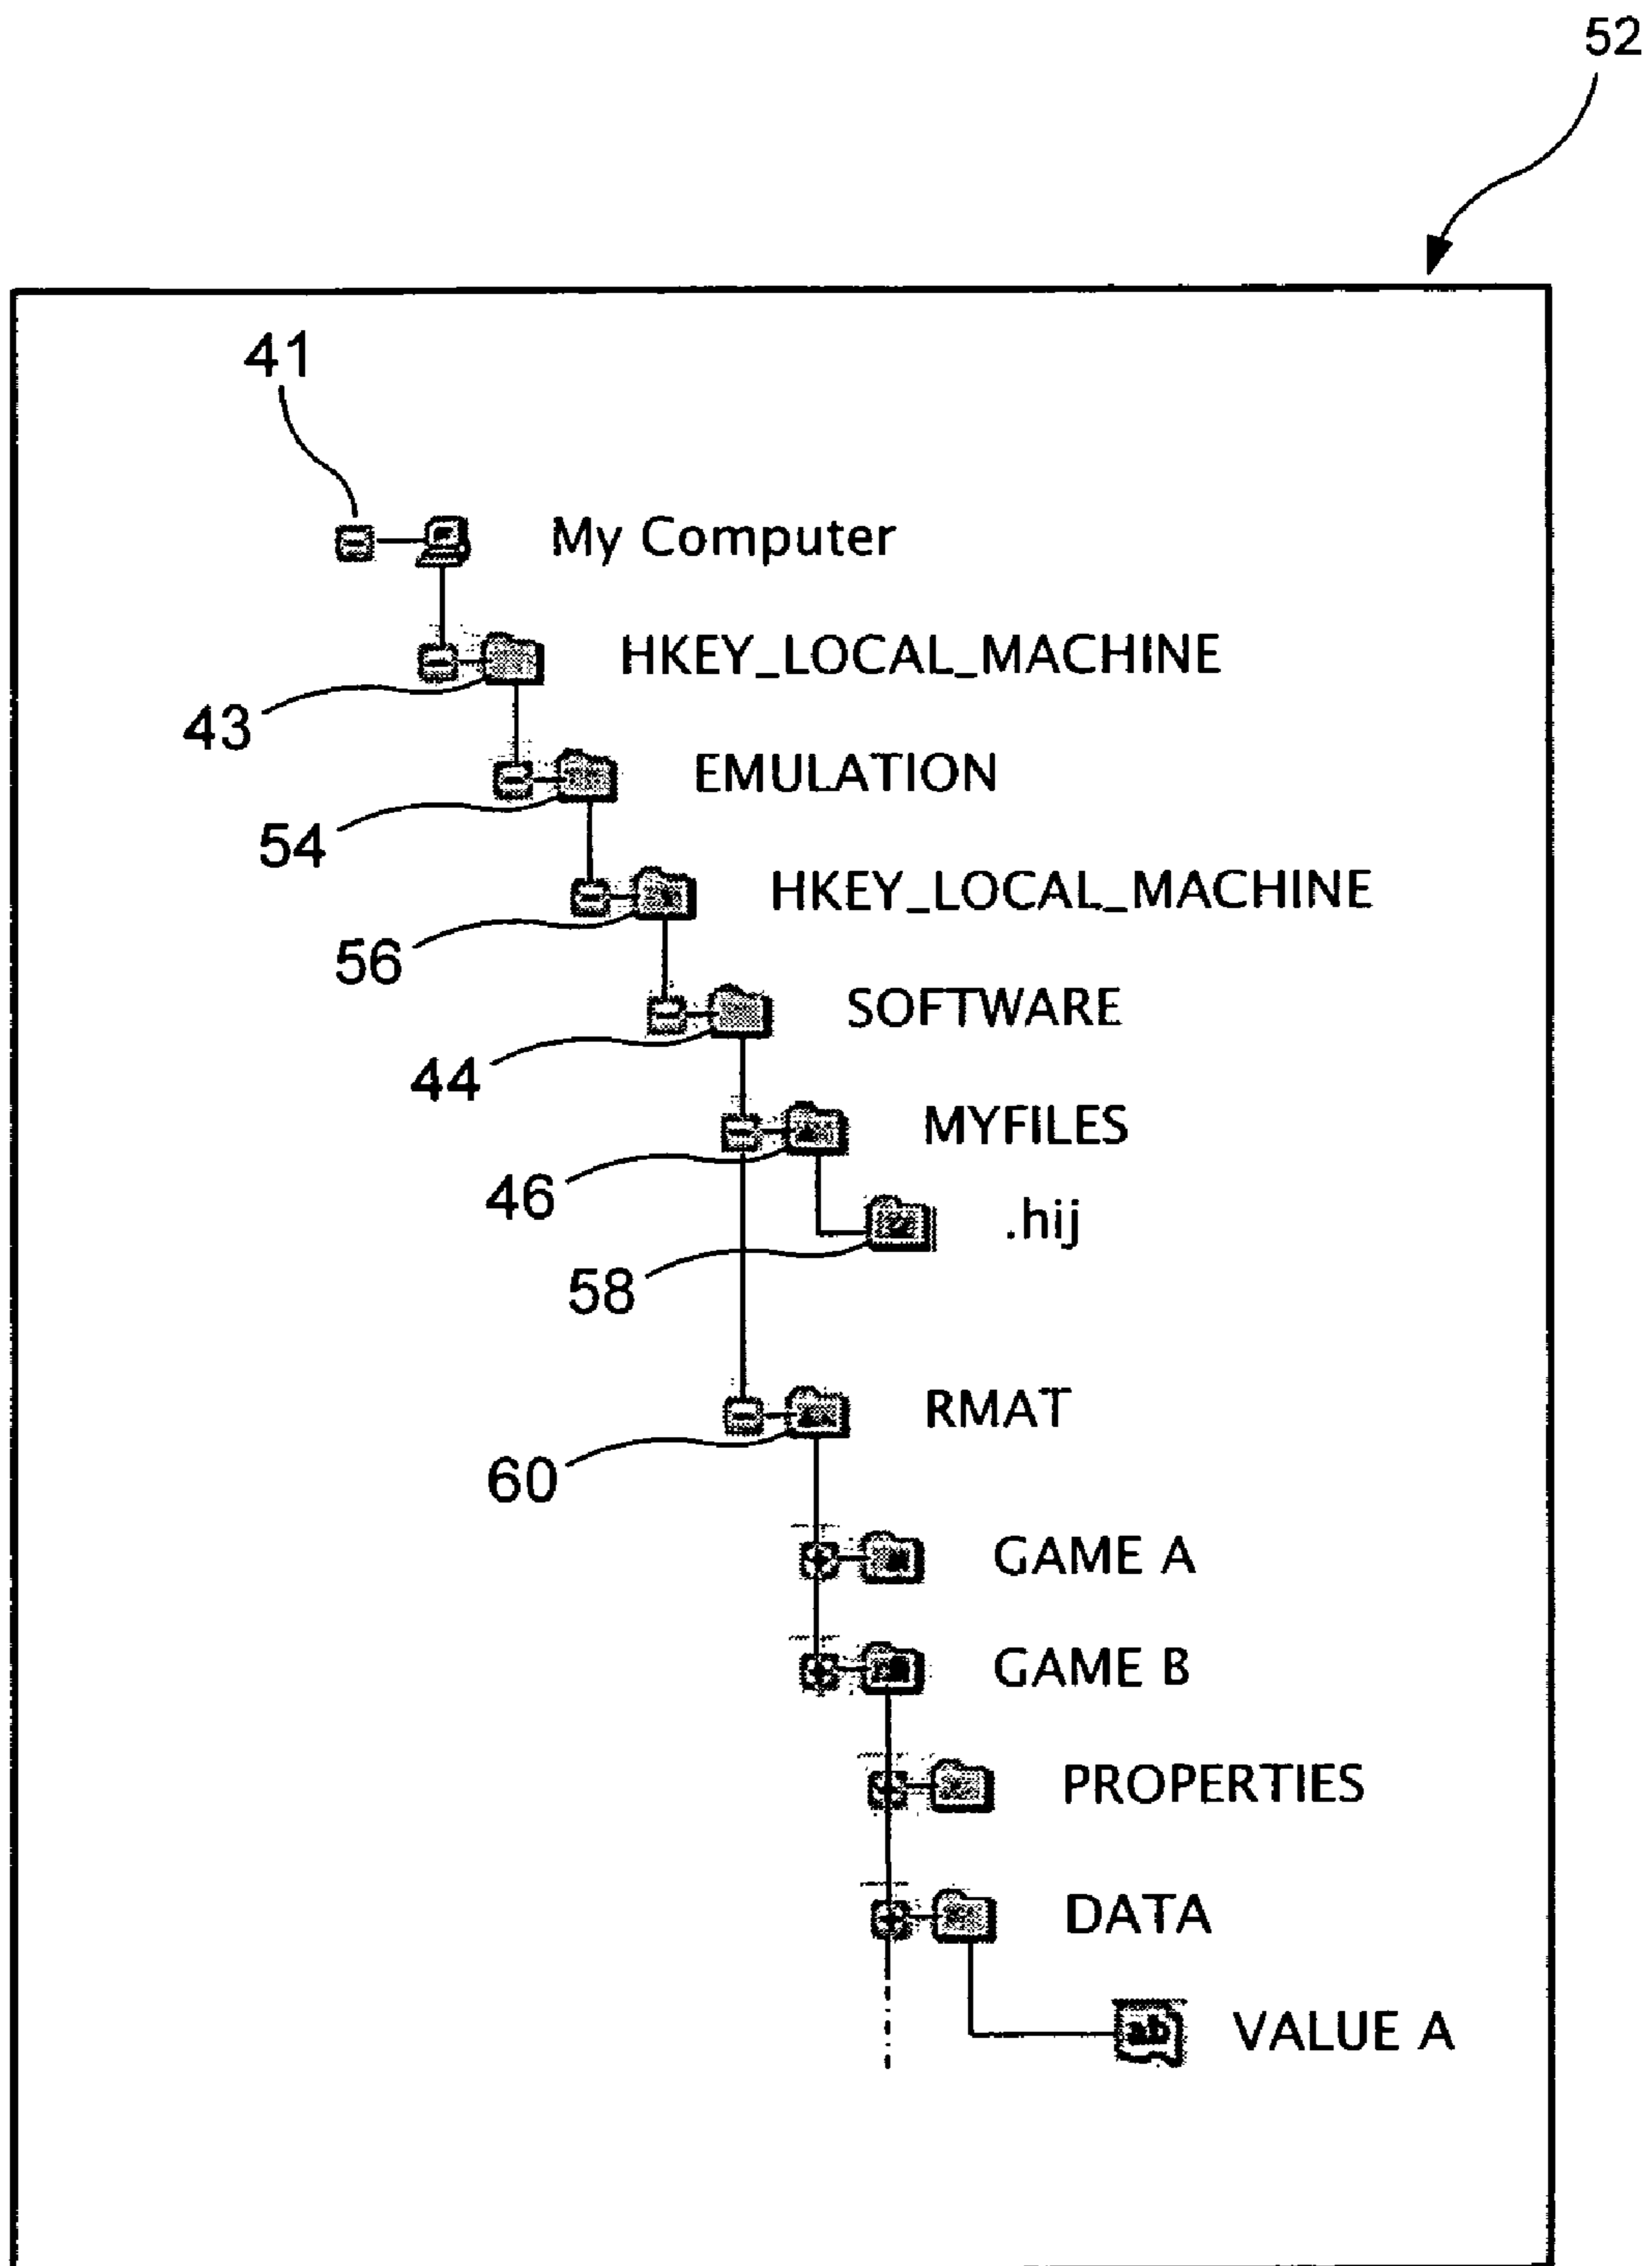 52
41
My Computer
HKEY_LOCAL_MACHINE
43
EMULATION
54
HKEY_LOCAL_MACHINE
56
SOFTWARE
44
MYFILES
46
.hij
58
RMAT
60
GAME A
GAME B
PROPERTIES
DATA
ab VALUE A